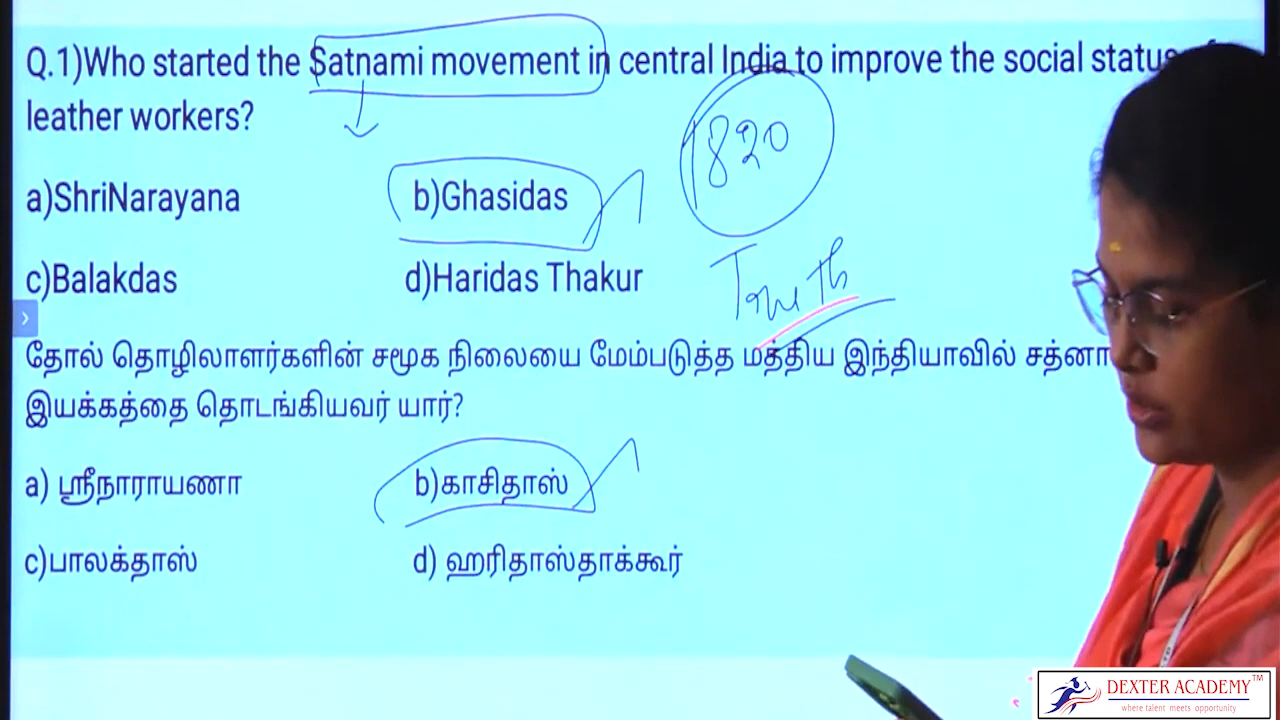 Q.1)Who started the Satnami movement in central India to improve the social status
leather workers?
1820
a)ShriNarayana b)Ghasidas
Truth
c)Balakdas d)Haridas Thakur
தோல் தொழிலாளர்களின் சமூக நிலையை மேம்படுத்த மத்திய இந்தியாவில் சத்னா
இயக்கத்தை தொடங்கியவர் யார்?
a) ஸ்ரீநாராயணா b)காசிதாஸ்
c)பாலக்தாஸ் d) ஹரிதாஸ்தாக்கூர்
DEXTER ACADEMY™
where talent meets opportunity